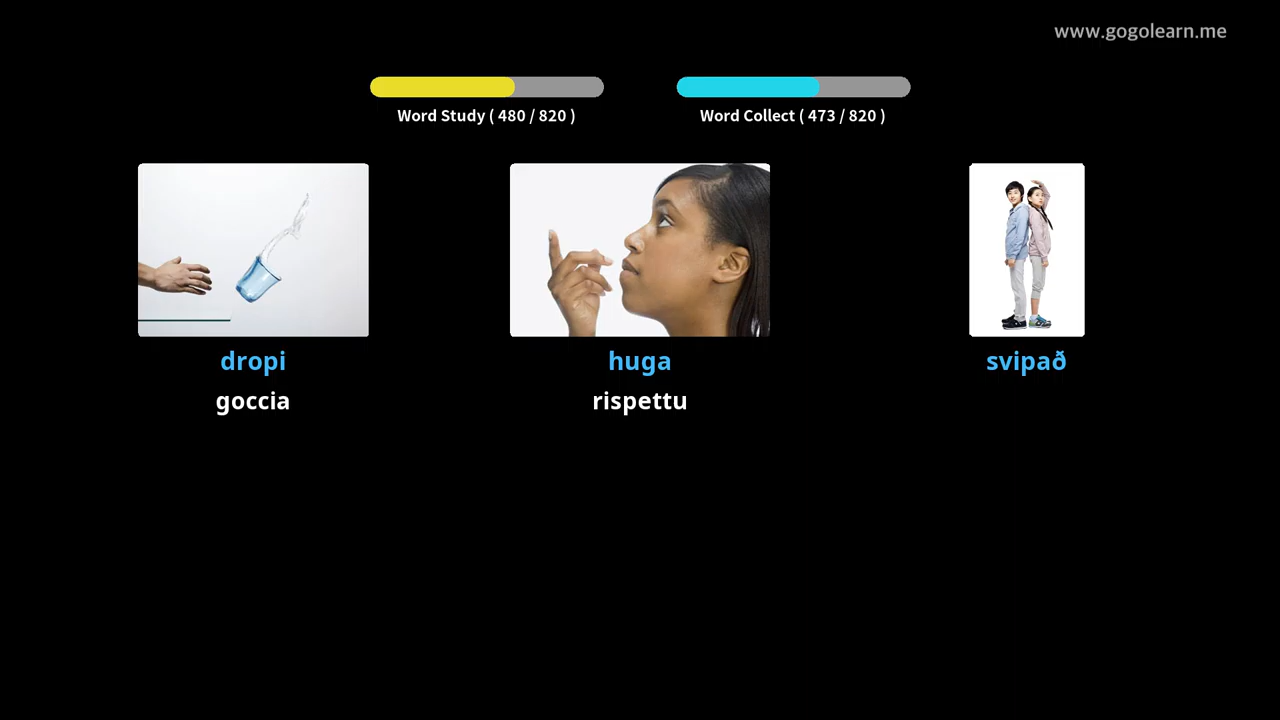 www.gogolearn.me
Word Study ( 480 / 820 )
Word Collect ( 473 / 820 )
dropi
huga
svipað
goccia
rispettu